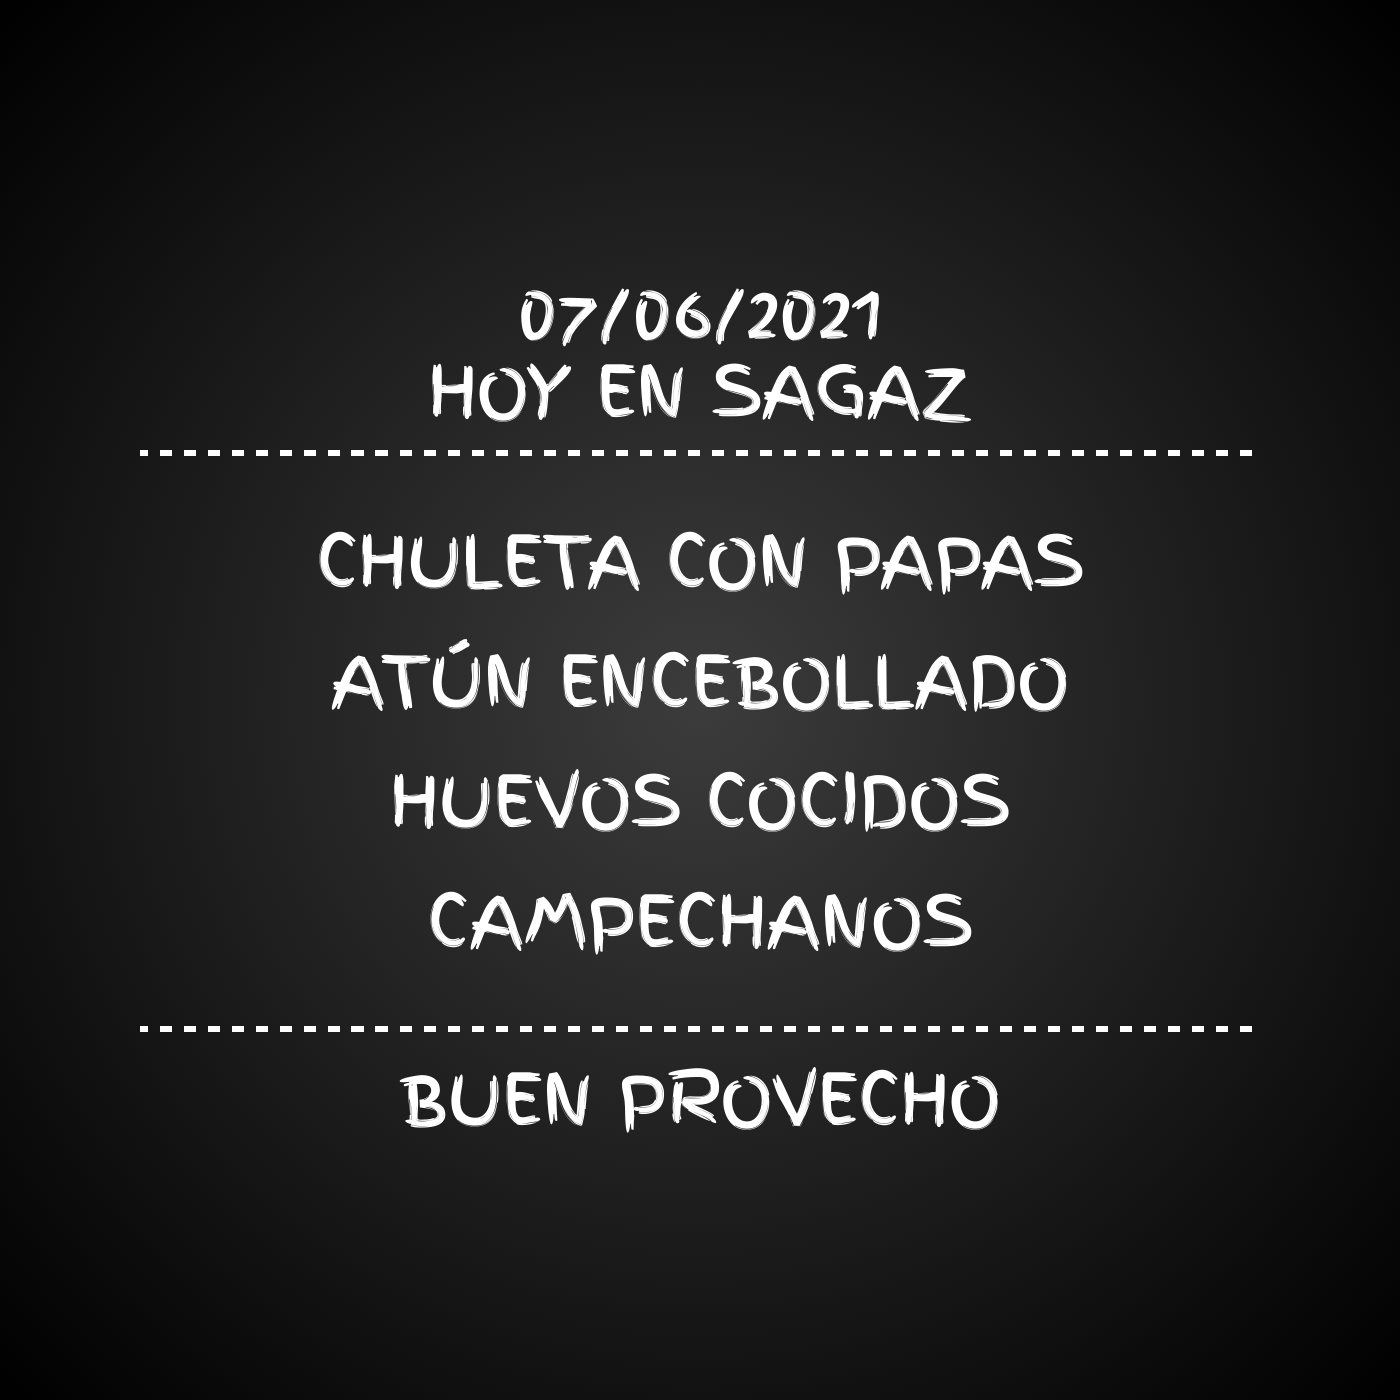 07/06/2021
HOY EN SAGAZ
CHULETA CON PAPAS
ATÚN ENCEBOLLADO
HUEVOS COCIDOS
CAMPECHANOS
BUEN PROVECHO